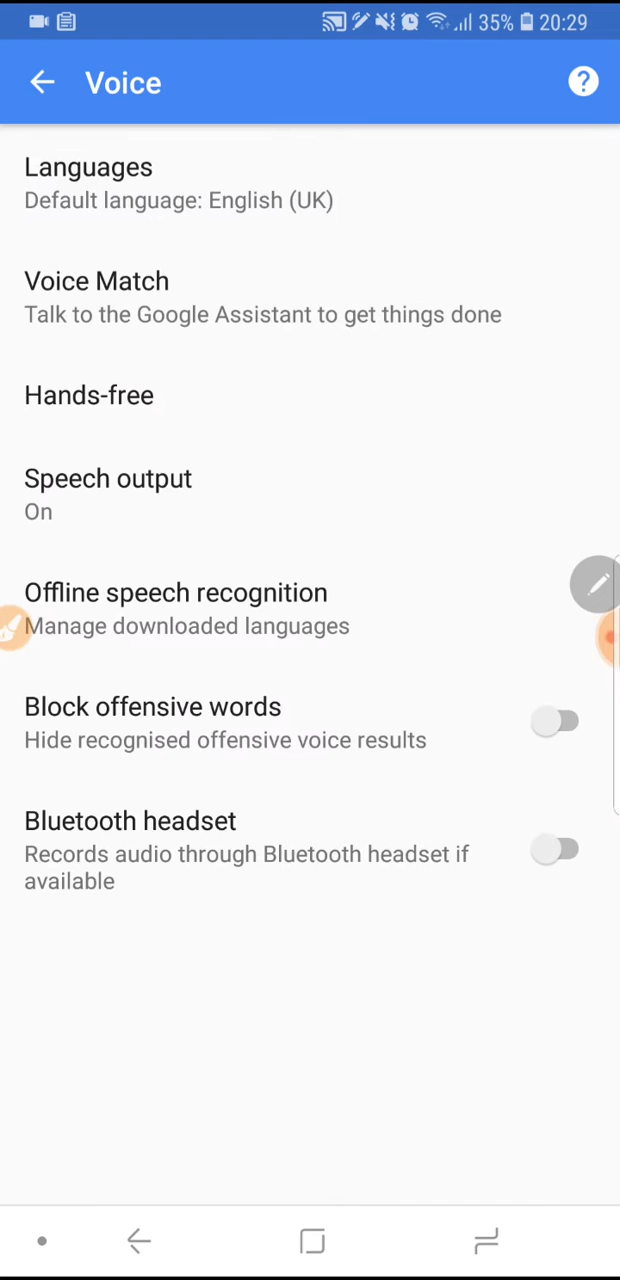 35% 20:29
Voice
Languages
Default language: English (UK)
Voice Match
Talk to the Google Assistant to get things done
Hands-free
Speech output
On
Offline speech recognition
Manage downloaded languages
Block offensive words
Hide recognised offensive voice results
Bluetooth headset
Records audio through Bluetooth headset if
available